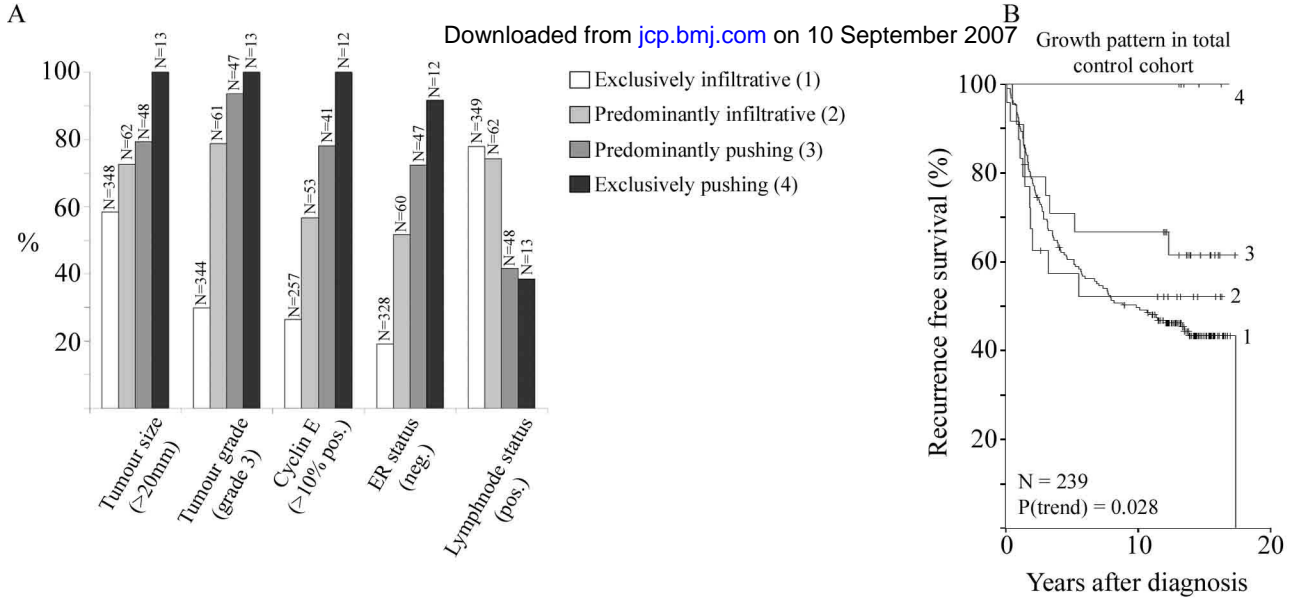 A
Downloaded from jcp.bmj.com on 10 September 2007
100
80
60
%
40
20
N=348
N=62
N=48
N=13
N=344
N=61
N=47
N=13
N=257
N=53
N=41
N=12
N=328
N=60
N=47
N=12
N=349
N=62
N=48
N=13
Tumour size
(>20mm)
Tumour grade
(grade 3)
Cyclin E
(>10% pos.)
ER status
(neg.)
Lymphnode status
(pos.)
Exclusively infiltrative (1)
Predominantly infiltrative (2)
Predominantly pushing (3)
Exclusively pushing (4)
B
Growth pattern in total
control cohort
Recurrence free survival (%)
100
80
60
40
20
4
3
2
1
N = 239
P(trend) = 0.028
0
10
20
Years after diagnosis